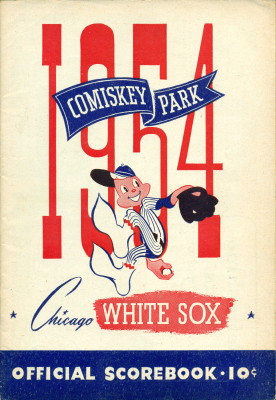 1954
COMISKEY PARK
Chicago WHITE SOX
OFFICIAL SCOREBOOK • 10¢